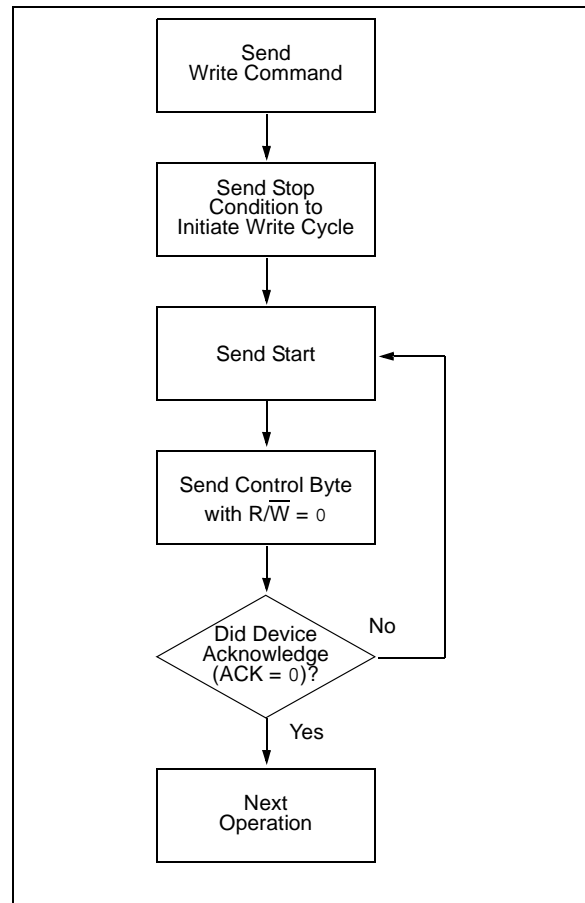 Send
Write Command
Send Stop
Condition to
Initiate Write Cycle
Send Start
Send Control Byte
with R/W̅ = 0
Did Device
Acknowledge
(ACK = 0)?
No
Yes
Next
Operation